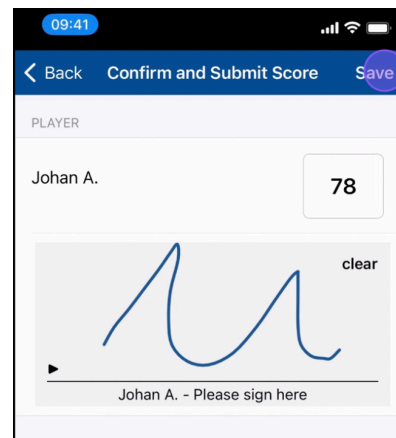 09:41
Back Confirm and Submit Score Save
PLAYER
Johan A. 78
clear
Johan A. - Please sign here